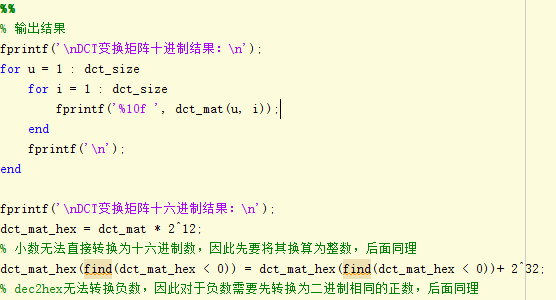 %%
% 输出结果
fprintf('\nDCT变换矩阵十进制结果：\n');
for u = 1 : dct_size
    for i = 1 : dct_size
        fprintf('%10f ', dct_mat(u, i));
    end
    fprintf('\n');
end
fprintf('\nDCT变换矩阵十六进制结果：\n');
dct_mat_hex = dct_mat * 2^12;
% 小数无法直接转换为十六进制数，因此先要将其换算为整数，后面同理
dct_mat_hex(find(dct_mat_hex < 0)) = dct_mat_hex(find(dct_mat_hex < 0))+ 2^32;
% dec2hex无法转换负数，因此对于负数需要先转换为二进制相同的正数，后面同理